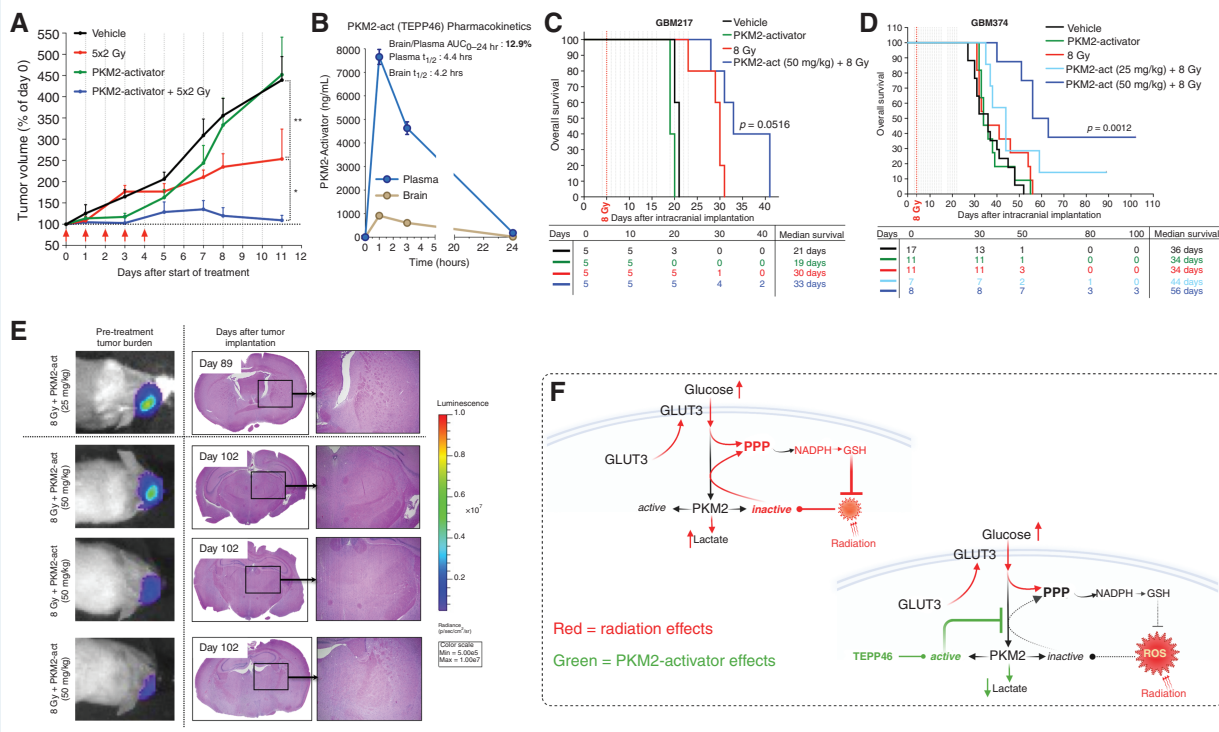 A
Tumor volume (% of day 0)
550
500
450
400
350
300
250
200
150
100
50
Vehicle
5x2 Gy
PKM2-activator
PKM2-activator + 5x2 Gy
**
*
0 1 2 3 4 5 6 7 8 9 10 11 12
Days after start of treatment
B
PKM2-act (TEPP46) Pharmacokinetics
Brain/Plasma AUC0–24 hr : 12.9%
Plasma t1/2 : 4.4 hrs
Brain t1/2 : 4.2 hrs
PKM2-Activator (ng/mL)
8000
7000
6000
5000
4000
3000
2000
1000
0
Plasma
Brain
0 1 3 5 20 24
Time (hours)
C
GBM217
Vehicle
PKM2-activator
8 Gy
PKM2-act (50 mg/kg) + 8 Gy
Overall survival
100
90
80
70
60
50
40
30
20
10
0
p = 0.0516
0 10 20 30 40
8 Gy
Days after intracranial implantation
Days 0 10 20 30 40 Median survival
5 5 3 0 0 21 days
5 5 0 0 0 19 days
5 5 5 1 0 30 days
5 5 5 4 2 33 days
D
GBM374
Vehicle
PKM2-activator
8 Gy
PKM2-act (25 mg/kg) + 8 Gy
PKM2-act (50 mg/kg) + 8 Gy
Overall survival
100
90
80
70
60
50
40
30
20
10
0
p = 0.0012
0 10 20 30 40 50 60 70 80 90 100 110
8 Gy
Days after intracranial implantation
Days 0 30 50 80 100 Median survival
17 13 1 0 0 36 days
11 11 1 0 0 34 days
11 11 3 0 0 34 days
7 7 2 1 0 44 days
8 8 7 3 3 56 days
E
Pre-treatment
tumor burden
Days after tumor
implantation
8 Gy + PKM2-act
(25 mg/kg)
Day 89
8 Gy + PKM2-act
(50 mg/kg)
Day 102
8 Gy + PKM2-act
(50 mg/kg)
Day 102
8 Gy + PKM2-act
(50 mg/kg)
Day 102
Luminescence
1.0
0.8
0.6
×10⁷
0.4
0.2
Radiance
(p/sec/cm²/sr)
Color scale
Min = 5.00e5
Max = 1.00e7
F
Glucose
GLUT3
GLUT3
PPP
NADPH
GSH
active
PKM2
inactive
Lactate
Radiation
Glucose
GLUT3
GLUT3
PPP
NADPH
GSH
TEPP46
active
PKM2
inactive
ROS
Lactate
Radiation
Red = radiation effects
Green = PKM2-activator effects